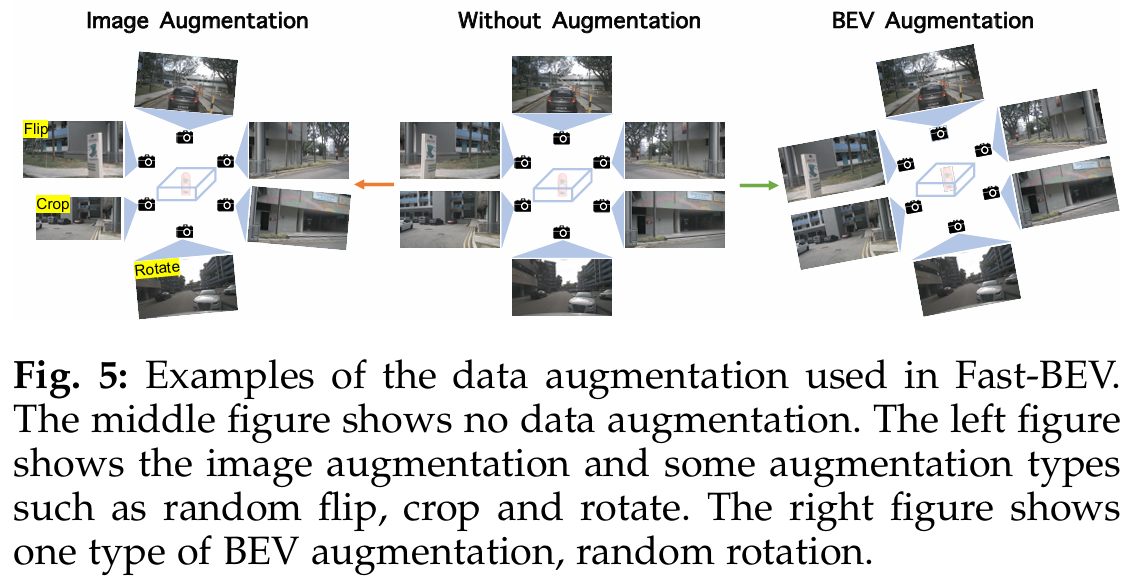 Image Augmentation
Without Augmentation
BEV Augmentation
Flip
Crop
Rotate
Fig. 5: Examples of the data augmentation used in Fast-BEV.
The middle figure shows no data augmentation. The left figure
shows the image augmentation and some augmentation types
such as random flip, crop and rotate. The right figure shows
one type of BEV augmentation, random rotation.